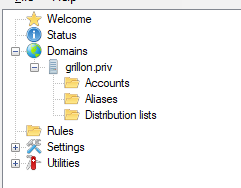 Welcome
Status
Domains
grillon.priv
Accounts
Aliases
Distribution lists
Rules
Settings
Utilities